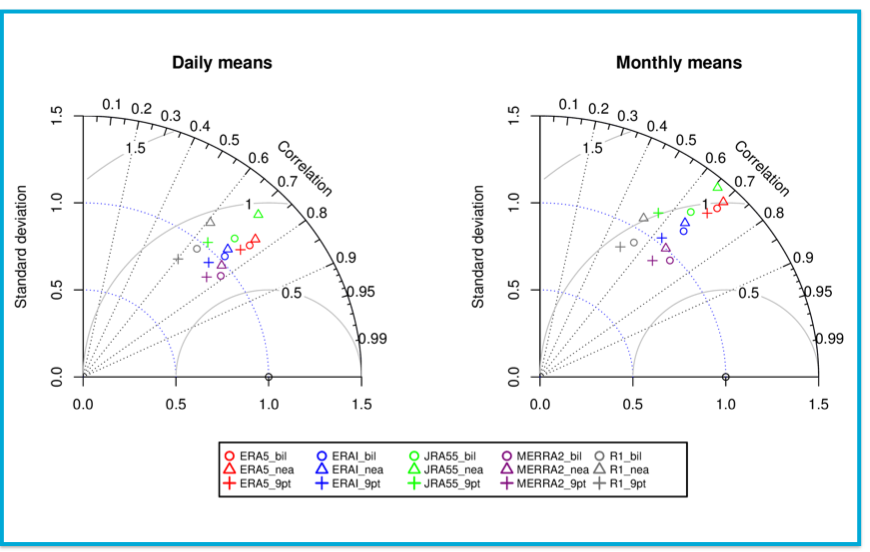 Daily means
Monthly means
Standard deviation
0.0 0.5 1.0 1.5
0.1 0.2 0.3 0.4 0.5 0.6 0.7 0.8 0.9 0.95 0.99
Correlation
1.5
1
0.5
0.0 0.5 1.0 1.5
Standard deviation
0.0 0.5 1.0 1.5
0.1 0.2 0.3 0.4 0.5 0.6 0.7 0.8 0.9 0.95 0.99
Correlation
1.5
1
0.5
0.0 0.5 1.0 1.5
ERA5_bil ERAI_bil JRA55_bil MERRA2_bil R1_bil
ERA5_nea ERAI_nea JRA55_nea MERRA2_nea R1_nea
ERA5_9pt ERAI_9pt JRA55_9pt MERRA2_9pt R1_9pt